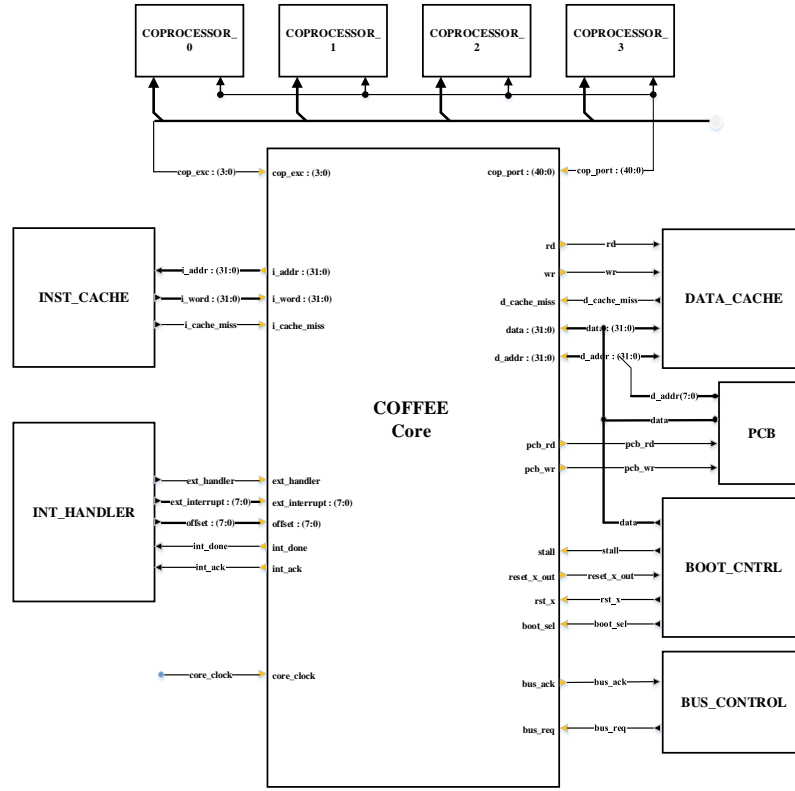 COPROCESSOR_
0
COPROCESSOR_
1
COPROCESSOR_
2
COPROCESSOR_
3
cop_exc : (3:0)
cop_exc : (3:0)
cop_port : (40:0)
cop_port : (40:0)
INST_CACHE
i_addr : (31:0)
i_addr : (31:0)
i_word : (31:0)
i_word : (31:0)
i_cache_miss
i_cache_miss
rd
rd
wr
wr
d_cache_miss
d_cache_miss
data : (31:0)
data : (31:0)
d_addr : (31:0)
d_addr : (31:0)
DATA_CACHE
COFFEE
Core
d_addr(7:0)
data
pcb_rd
pcb_rd
pcb_wr
pcb_wr
PCB
INT_HANDLER
ext_handler
ext_handler
ext_interrupt : (7:0)
ext_interrupt : (7:0)
offset : (7:0)
offset : (7:0)
int_done
int_done
int_ack
int_ack
data
stall
stall
reset_x_out
reset_x_out
rst_x
rst_x
boot_sel
boot_sel
BOOT_CNTRL
core_clock
core_clock
bus_ack
bus_ack
bus_req
bus_req
BUS_CONTROL